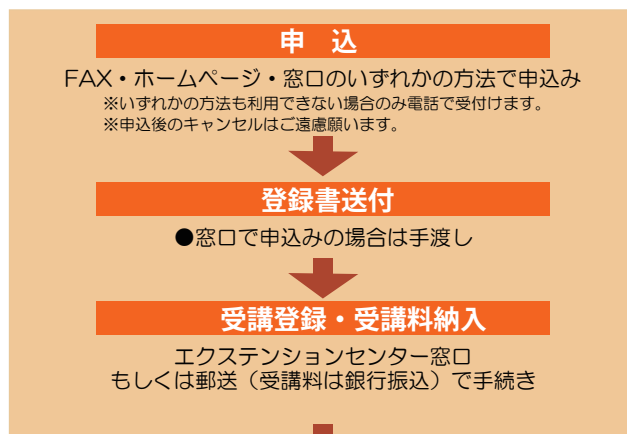 申　込
FAX・ホームページ・窓口のいずれかの方法で申込み
※いずれかの方法も利用できない場合のみ電話で受付けます。
※申込後のキャンセルはご遠慮願います。
登録書送付
●窓口で申込みの場合は手渡し
受講登録・受講料納入
エクステンションセンター窓口
もしくは郵送（受講料は銀行振込）で手続き